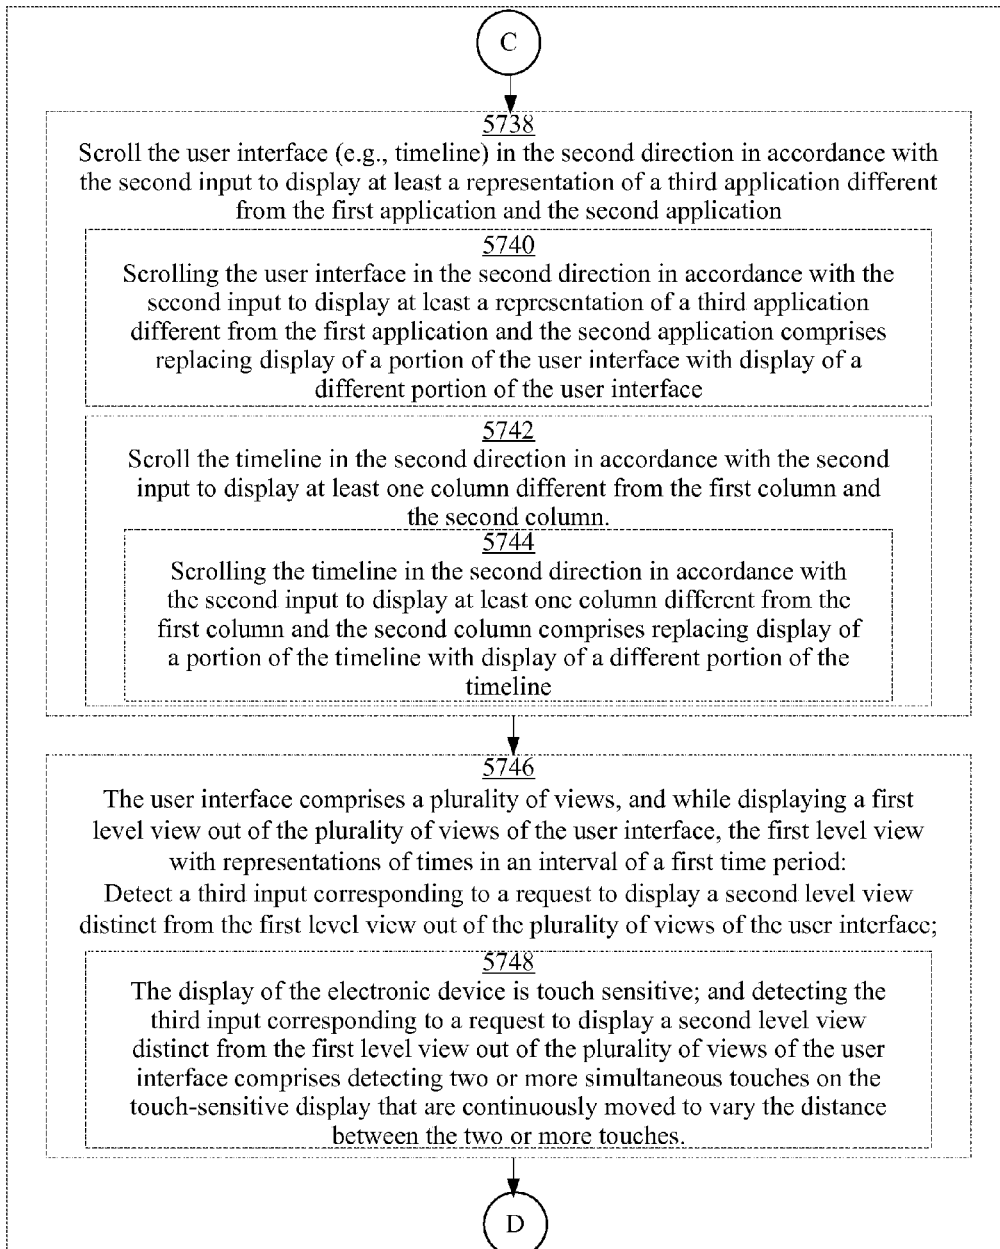 C
5738
Scroll the user interface (e.g., timeline) in the second direction in accordance with
the second input to display at least a representation of a third application different
from the first application and the second application
5740
Scrolling the user interface in the second direction in accordance with the
second input to display at least a representation of a third application
different from the first application and the second application comprises
replacing display of a portion of the user interface with display of a
different portion of the user interface
5742
Scroll the timeline in the second direction in accordance with the second
input to display at least one column different from the first column and
the second column.
5744
Scrolling the timeline in the second direction in accordance with
the second input to display at least one column different from the
first column and the second column comprises replacing display of
a portion of the timeline with display of a different portion of the
timeline
5746
The user interface comprises a plurality of views, and while displaying a first
level view out of the plurality of views of the user interface, the first level view
with representations of times in an interval of a first time period:
Detect a third input corresponding to a request to display a second level view
distinct from the first level view out of the plurality of views of the user interface;
5748
The display of the electronic device is touch sensitive; and detecting the
third input corresponding to a request to display a second level view
distinct from the first level view out of the plurality of views of the user
interface comprises detecting two or more simultaneous touches on the
touch-sensitive display that are continuously moved to vary the distance
between the two or more touches.
D